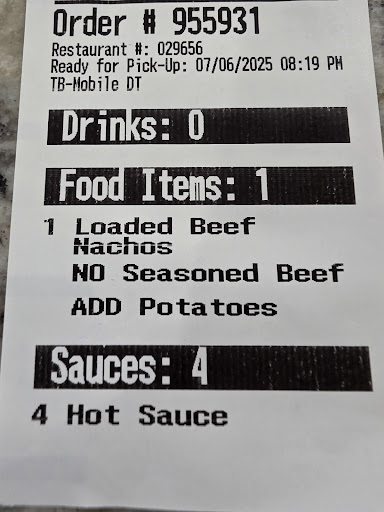 Order # 955931
Restaurant #: 029656
Ready for Pick-Up: 07/06/2025 08:19 PM
TB-Mobile DT
Drinks: 0
Food Items: 1
1 Loaded Beef
Nachos
NO Seasoned Beef
ADD Potatoes
Sauces: 4
4 Hot Sauce